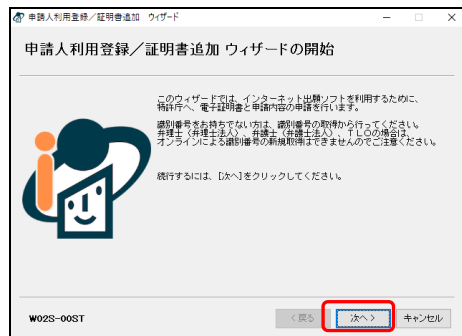 申請人利用登録／証明書追加 ウィザード
申請人利用登録／証明書追加 ウィザードの開始
このウィザードでは、インターネット出願ソフトを利用するために、
特許庁へ、電子証明書と申請内容の申請を行います。
識別番号をお持ちでない方は、識別番号の取得から行ってください。
弁理士（弁理士法人）、弁護士（弁護士法人）、ＴＬＯの場合は、
オンラインによる識別番号の新規取得はできませんのでご注意ください。
続行するには、[次へ]をクリックしてください。
W02S-00ST
< 戻る
次へ >
キャンセル